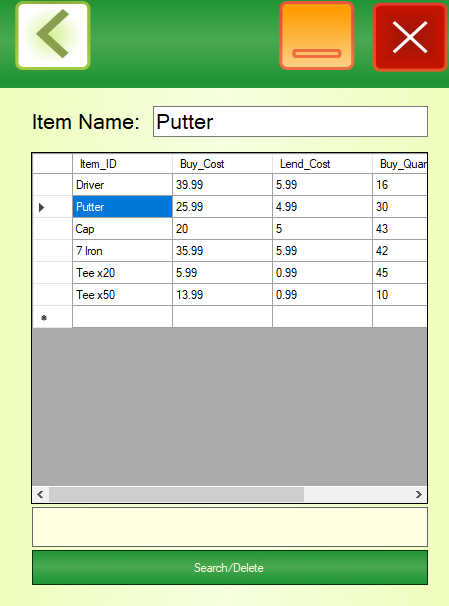 Item Name: Putter
Item_ID Buy_Cost Lend_Cost Buy_Quar
Driver 39.99 5.99 16
Putter 25.99 4.99 30
Cap 20 5 43
7 Iron 35.99 5.99 42
Tee x20 5.99 0.99 45
Tee x50 13.99 0.99 10
Search/Delete